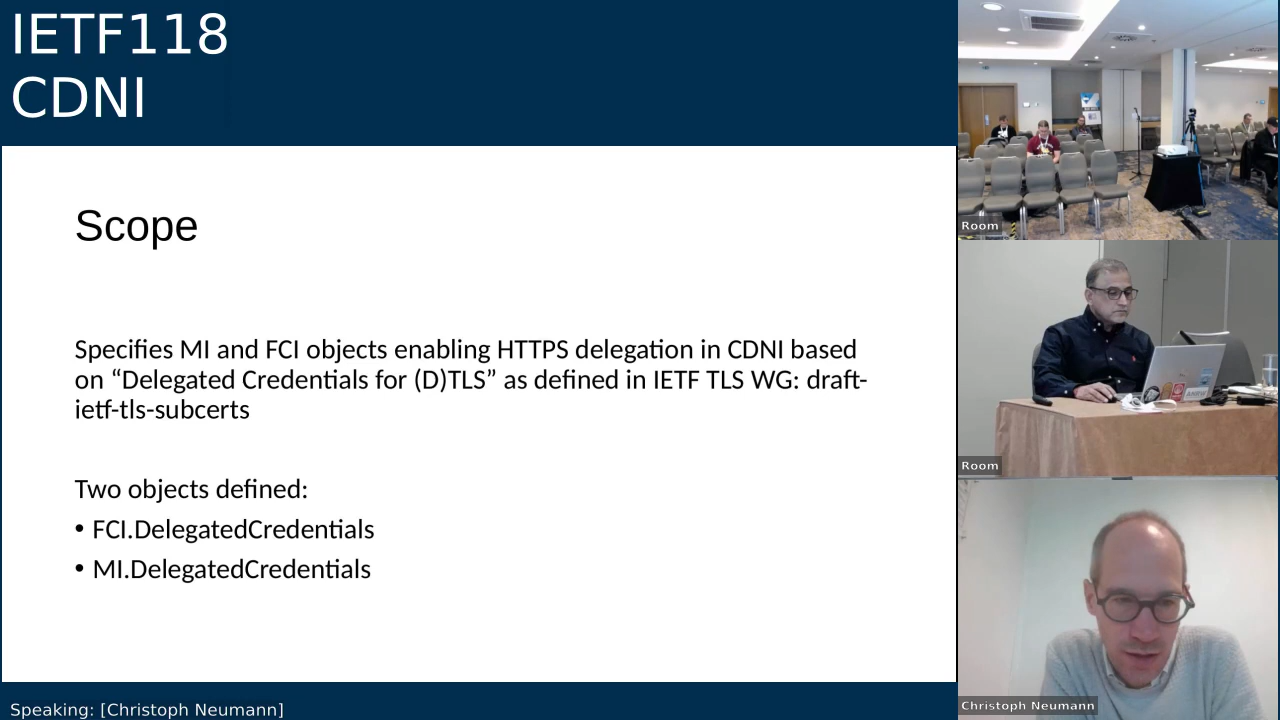 IETF118
CDNI
Scope
Specifies MI and FCI objects enabling HTTPS delegation in CDNI based
on “Delegated Credentials for (D)TLS” as defined in IETF TLS WG: draft-
ietf-tls-subcerts
Two objects defined:
• FCI.DelegatedCredentials
• MI.DelegatedCredentials
Speaking: [Christoph Neumann]
Room
Room
Christoph Neumann